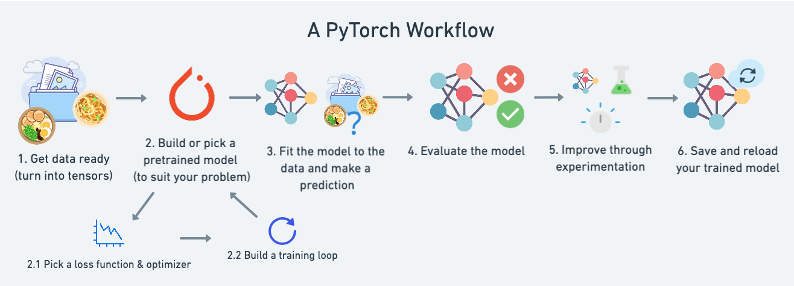 A PyTorch Workflow
1. Get data ready
(turn into tensors)
2. Build or pick a
pretrained model
(to suit your problem)
3. Fit the model to the
data and make a
prediction
4. Evaluate the model
5. Improve through
experimentation
6. Save and reload
your trained model
2.1 Pick a loss function & optimizer
2.2 Build a training loop